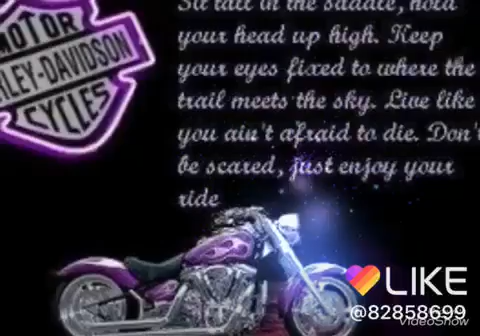 Sit tall in the saddle, hold
your head up high. Keep
your eyes fixed to where the
trail meets the sky. Live like
you ain't afraid to die. Don't
be scared, just enjoy your
ride
MOTOR
HARLEY-DAVIDSON
CYCLES
LIKE
@82858699
VideoShow